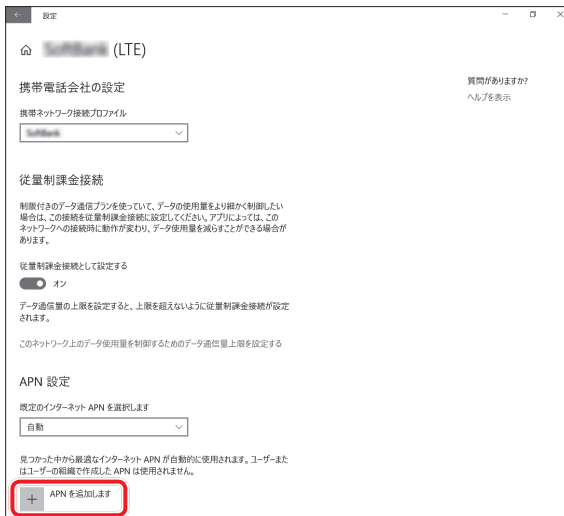 設定
(LTE)
質問がありますか?
ヘルプを表示
携帯電話会社の設定
携帯ネットワーク接続プロファイル
従量制課金接続
制限付きのデータ通信プランを使っていて、データの使用量をより細かく制御したい
場合は、この接続を従量制課金接続に設定してください。アプリによっては、この
ネットワークへの接続時に動作が変わり、データ使用量を減らすことができる場合が
あります。
従量制課金接続として設定する
オン
データ通信量の上限を設定すると、上限を超えないように従量制課金接続が設定
されます。
このネットワーク上のデータ使用量を制御するためのデータ通信量上限を設定する
APN 設定
既定のインターネット APN を選択します
自動
見つかった中から最適なインターネット APN が自動的に使用されます。ユーザーまた
はユーザーの組織で作成した APN は使用されません。
APN を追加します